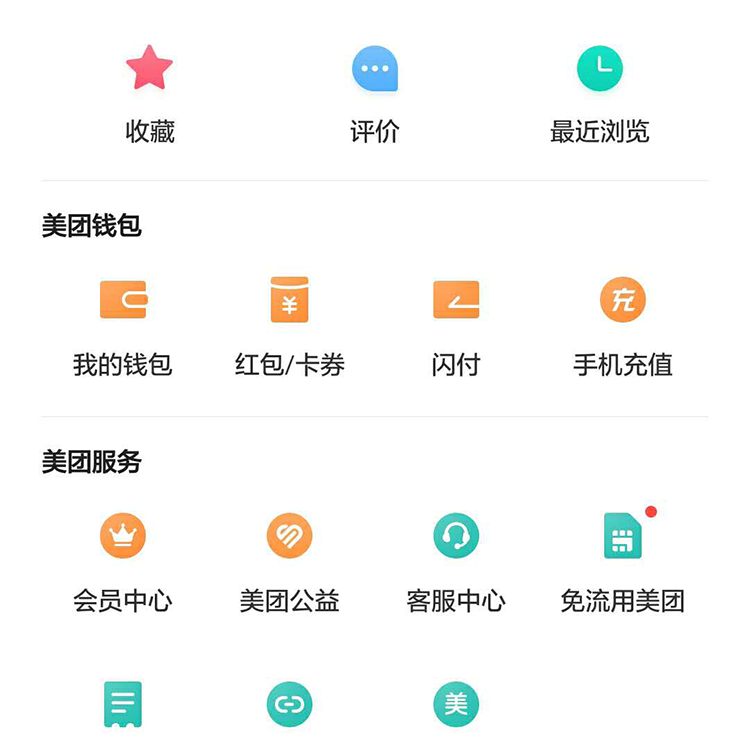 收藏 评价 最近浏览
美团钱包
¥ 充
我的钱包 红包/卡券 闪付 手机充值
美团服务
会员中心 美团公益 客服中心 免流用美团
美